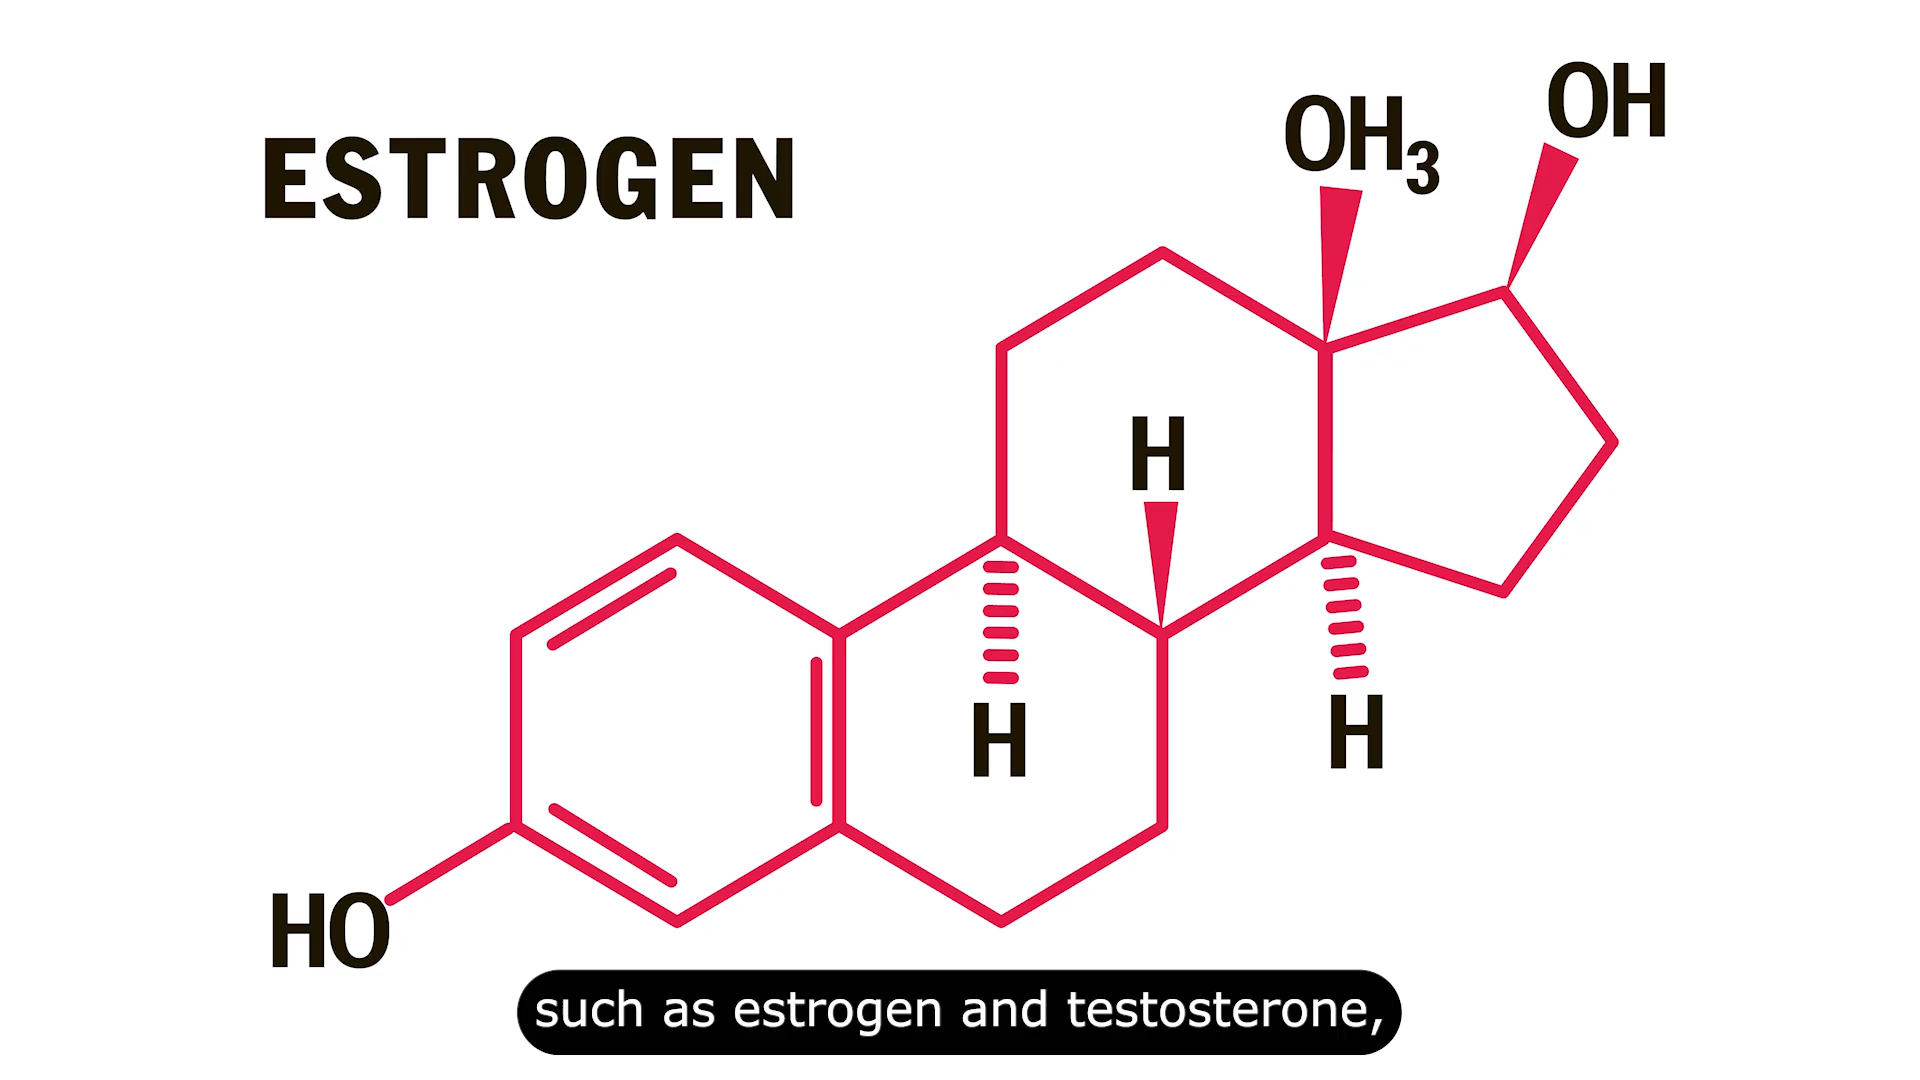 ESTROGEN
OH₃
OH
H
H
H
HO
such as estrogen and testosterone,